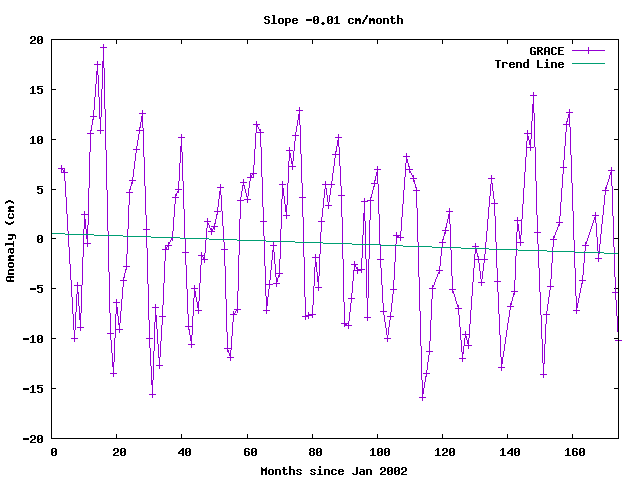 Slope -0.01 cm/month
GRACE
Trend Line
20
15
10
5
0
-5
-10
-15
-20
Anomaly (cm)
0 20 40 60 80 100 120 140 160
Months since Jan 2002